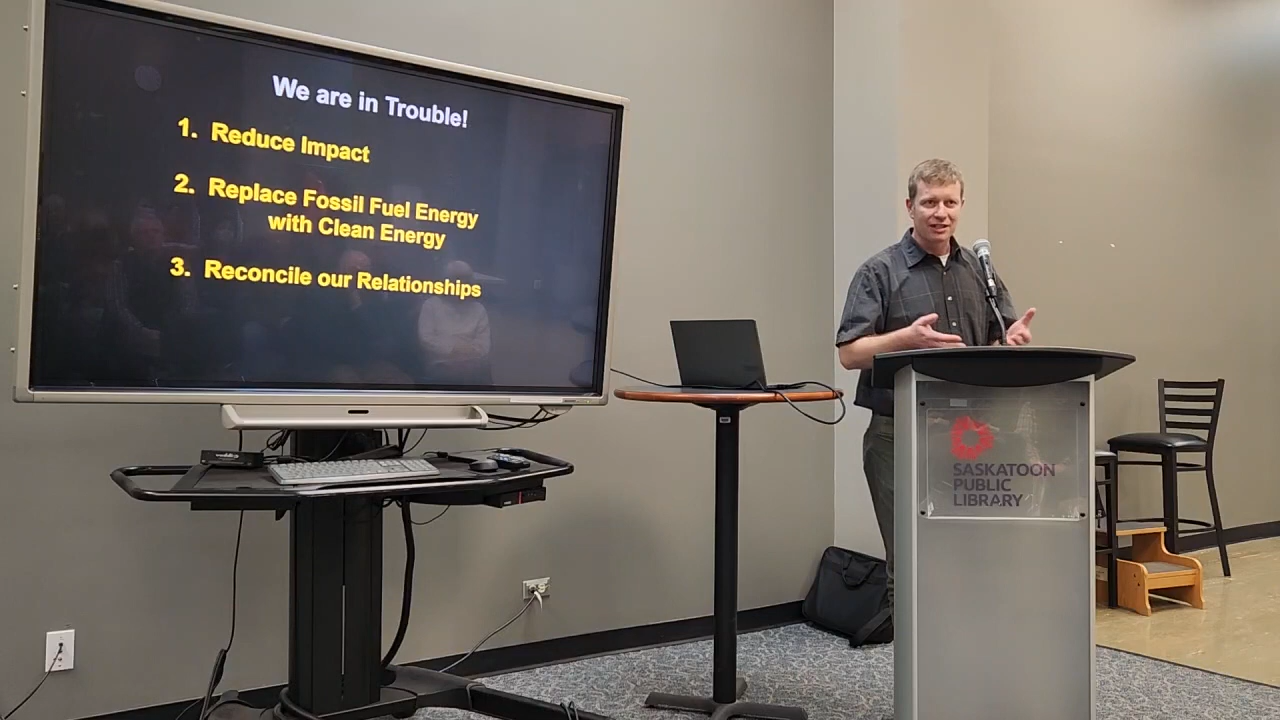 We are in Trouble!
1. Reduce Impact
2. Replace Fossil Fuel Energy
with Clean Energy
3. Reconcile our Relationships
SASKATOON
PUBLIC
LIBRARY